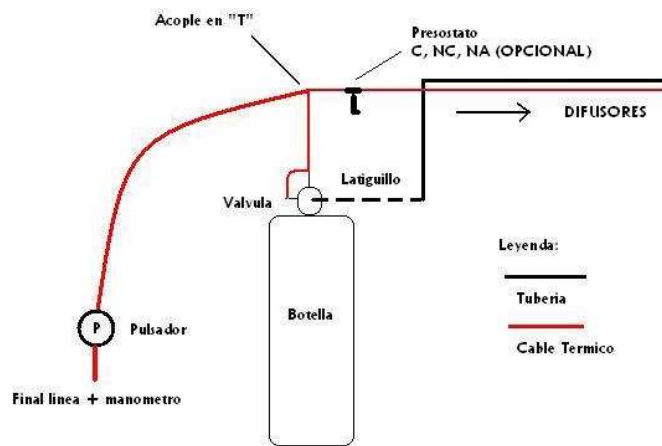 Acople en "T"
Presostato
C, NC, NA (OPCIONAL)
DIFUSORES
Latiguillo
Valvula
Leyenda:
Tuberia
Botella
P
Pulsador
Cable Termico
Final linea + manometro